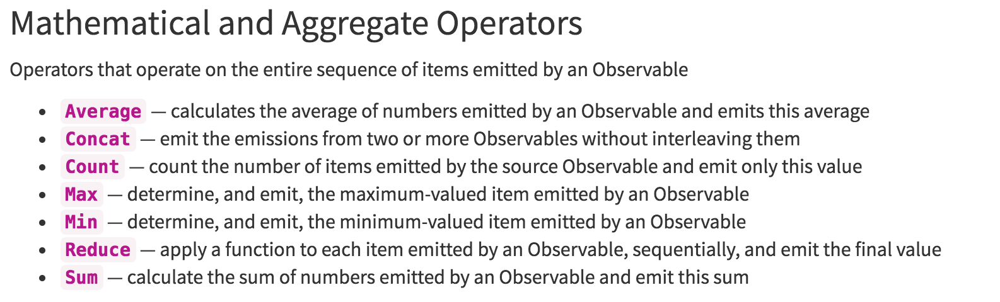 Mathematical and Aggregate Operators
Operators that operate on the entire sequence of items emitted by an Observable
• Average — calculates the average of numbers emitted by an Observable and emits this average
• Concat — emit the emissions from two or more Observables without interleaving them
• Count — count the number of items emitted by the source Observable and emit only this value
• Max — determine, and emit, the maximum-valued item emitted by an Observable
• Min — determine, and emit, the minimum-valued item emitted by an Observable
• Reduce — apply a function to each item emitted by an Observable, sequentially, and emit the final value
• Sum — calculate the sum of numbers emitted by an Observable and emit this sum